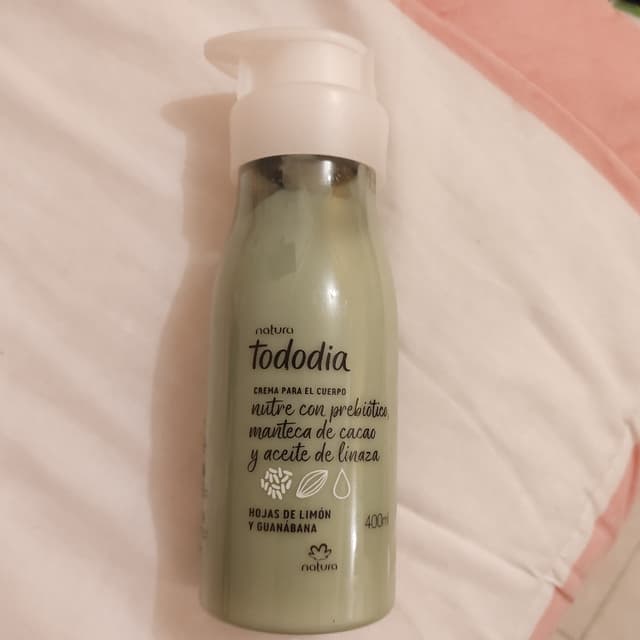 natura
tododia
CREMA PARA EL CUERPO
nutre con prebiótico,
manteca de cacao
y aceite de linaza
HOJAS DE LIMÓN
Y GUANÁBANA
400ml
natura